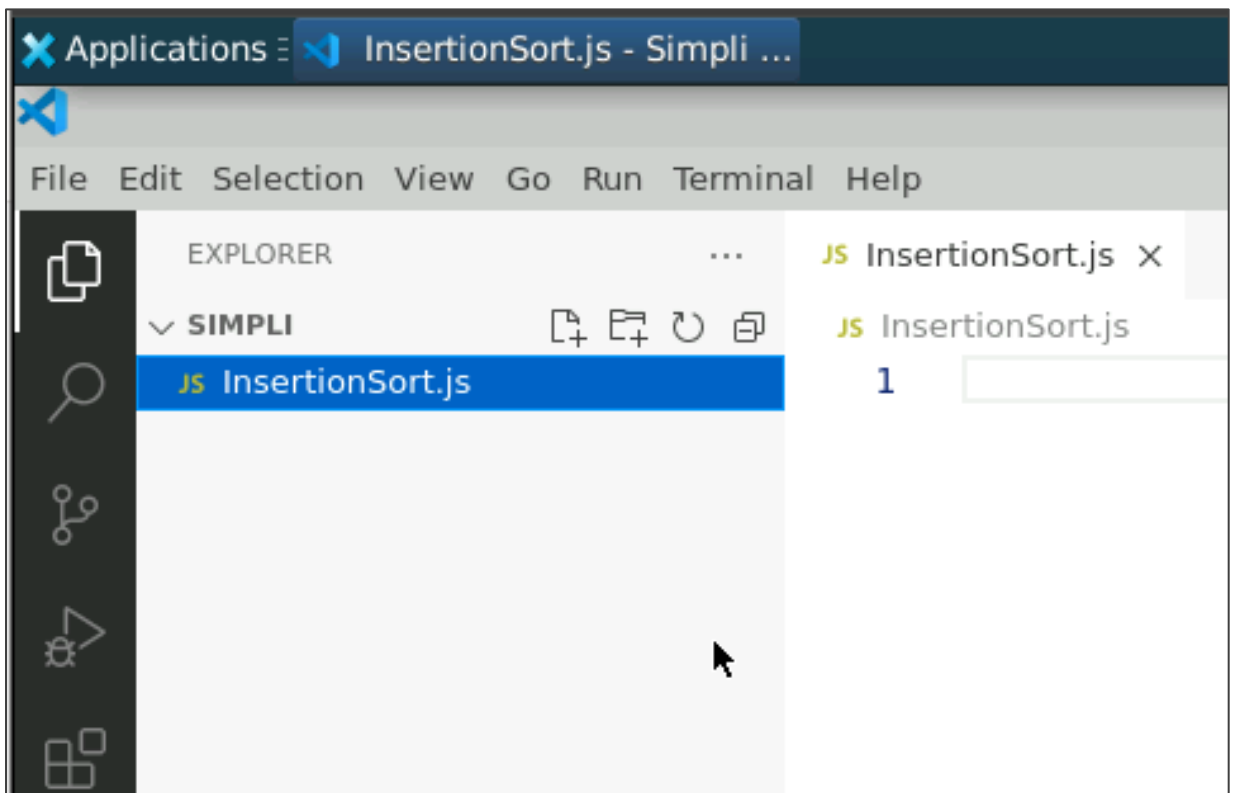 Applications InsertionSort.js - Simpli ...
File Edit Selection View Go Run Terminal Help
EXPLORER ... JS InsertionSort.js ×
SIMPLI JS InsertionSort.js
JS InsertionSort.js 1